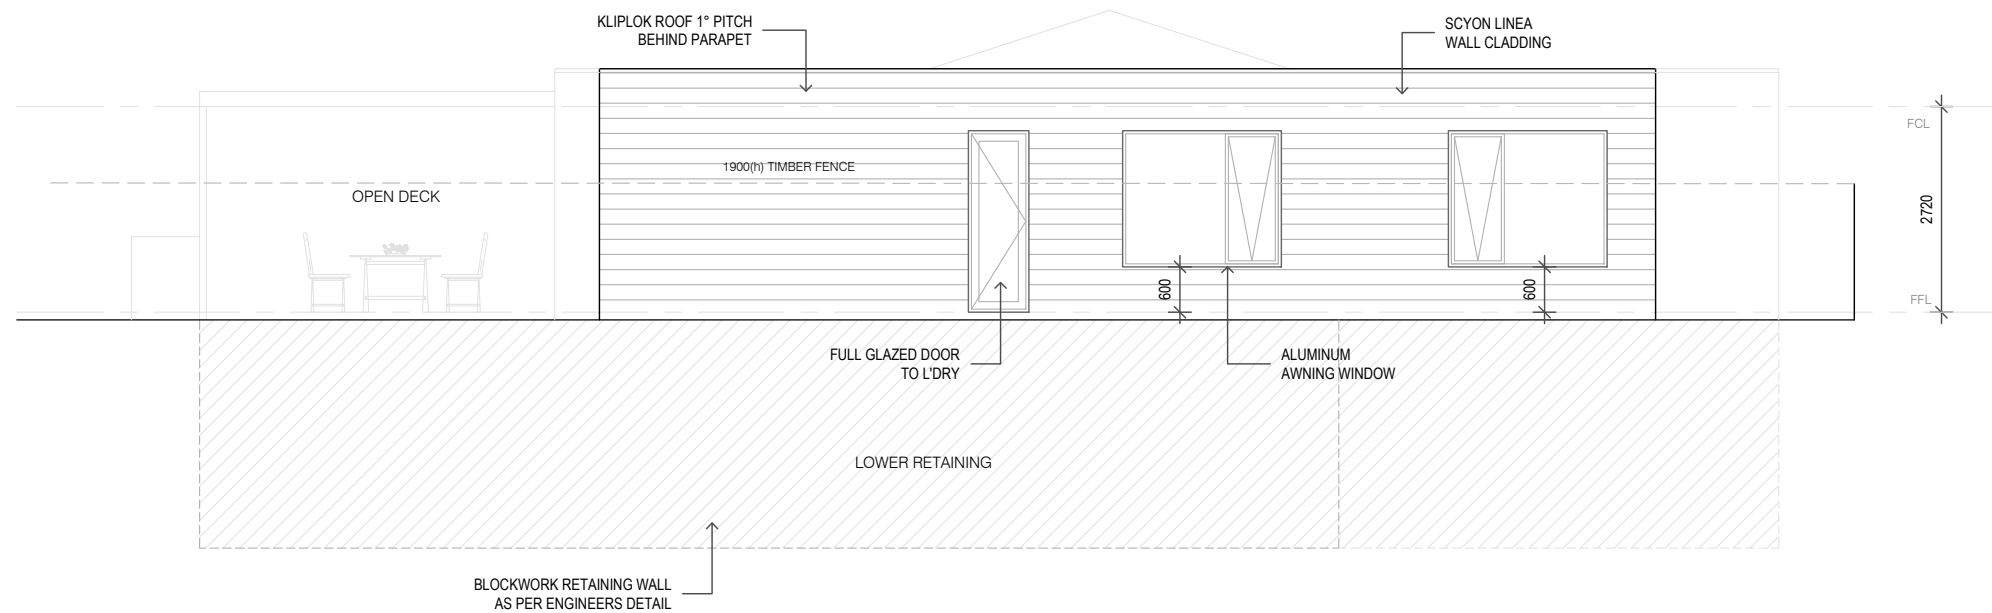 KLIPLOK ROOF 1° PITCH
BEHIND PARAPET
SCYON LINEA
WALL CLADDING
FCL
1900(h) TIMBER FENCE
OPEN DECK
2720
600
600
FFL
FULL GLAZED DOOR
TO L'DRY
ALUMINUM
AWNING WINDOW
LOWER RETAINING
BLOCKWORK RETAINING WALL
AS PER ENGINEERS DETAIL